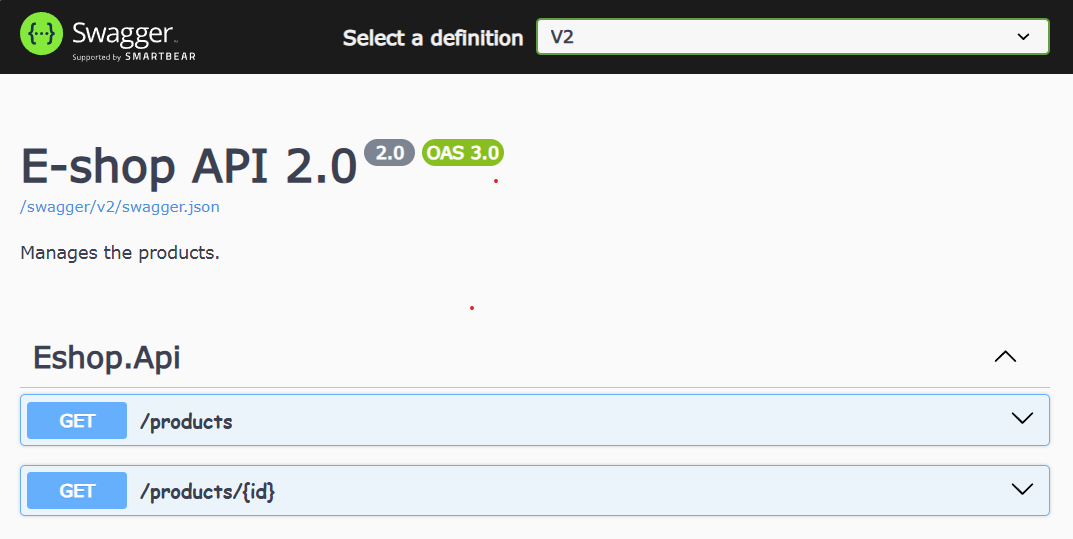 {...} Swagger
Supported by SMARTBEAR
Select a definition V2
E-shop API 2.0 2.0 OAS 3.0
/swagger/v2/swagger.json
Manages the products.
Eshop.Api
GET /products
GET /products/{id}